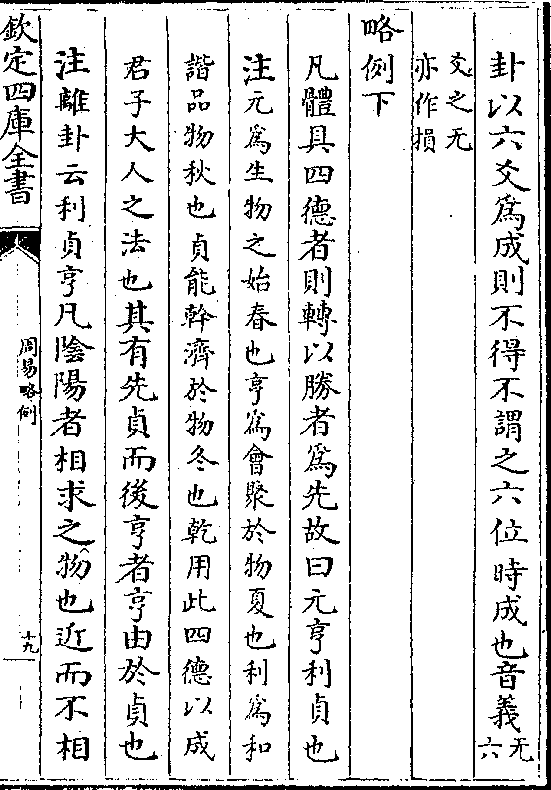 卦以六爻爲成則不得不謂之六位時成也音義无六
爻之无亦作損
略例下
凡體具四德者則轉以勝者爲先故曰元亨利貞也
注元爲生物之始春也亨爲會聚於物夏也利爲和
諧品物秋也貞能幹濟於物冬也乾用此四德以成
君子大人之法也其有先貞而後亨者亨由於貞也
注離卦云利貞亨凡陰陽者相求之物也近而不相
欽定四庫全書
周易略例
十九